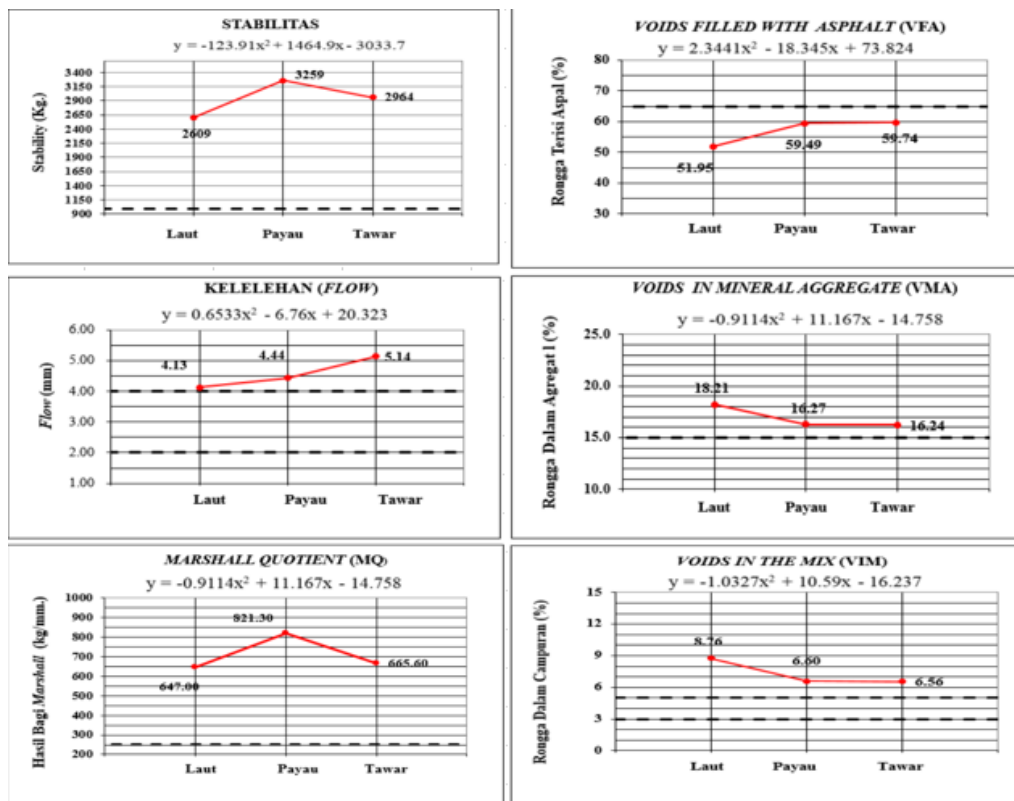 STABILITAS
y = -123.91x² + 1464.9x - 3033.7
Stability (Kg.)
3400
3150
2900
2650
2400
2150
1900
1650
1400
1150
900
2609
3259
2964
Laut Payau Tawar
VOIDS FILLED WITH ASPHALT (VFA)
y = 2.3441x² - 18.345x + 73.824
Rongga Terisi Aspal (%)
80
70
60
50
40
30
51.95
59.49
59.74
Laut Payau Tawar
KELELEHAN (FLOW)
y = 0.6533x² - 6.76x + 20.323
Flow (mm)
6.00
5.00
4.00
3.00
2.00
1.00
4.13
4.44
5.14
Laut Payau Tawar
VOIDS IN MINERAL AGGREGATE (VMA)
y = -0.9114x² + 11.167x - 14.758
Rongga Dalam Agregat l (%)
25.0
20.0
15.0
10.0
18.21
16.27
16.24
Laut Payau Tawar
MARSHALL QUOTIENT (MQ)
y = -0.9114x² + 11.167x - 14.758
Hasil Bagi Marshall (kg/mm.)
1000
900
800
700
600
500
400
300
200
647.00
821.30
665.60
Laut Payau Tawar
VOIDS IN THE MIX (VIM)
y = -1.0327x² + 10.59x - 16.237
Rongga Dalam Campuran (%)
15
12
9
6
3
0
8.76
6.60
6.56
Laut Payau Tawar